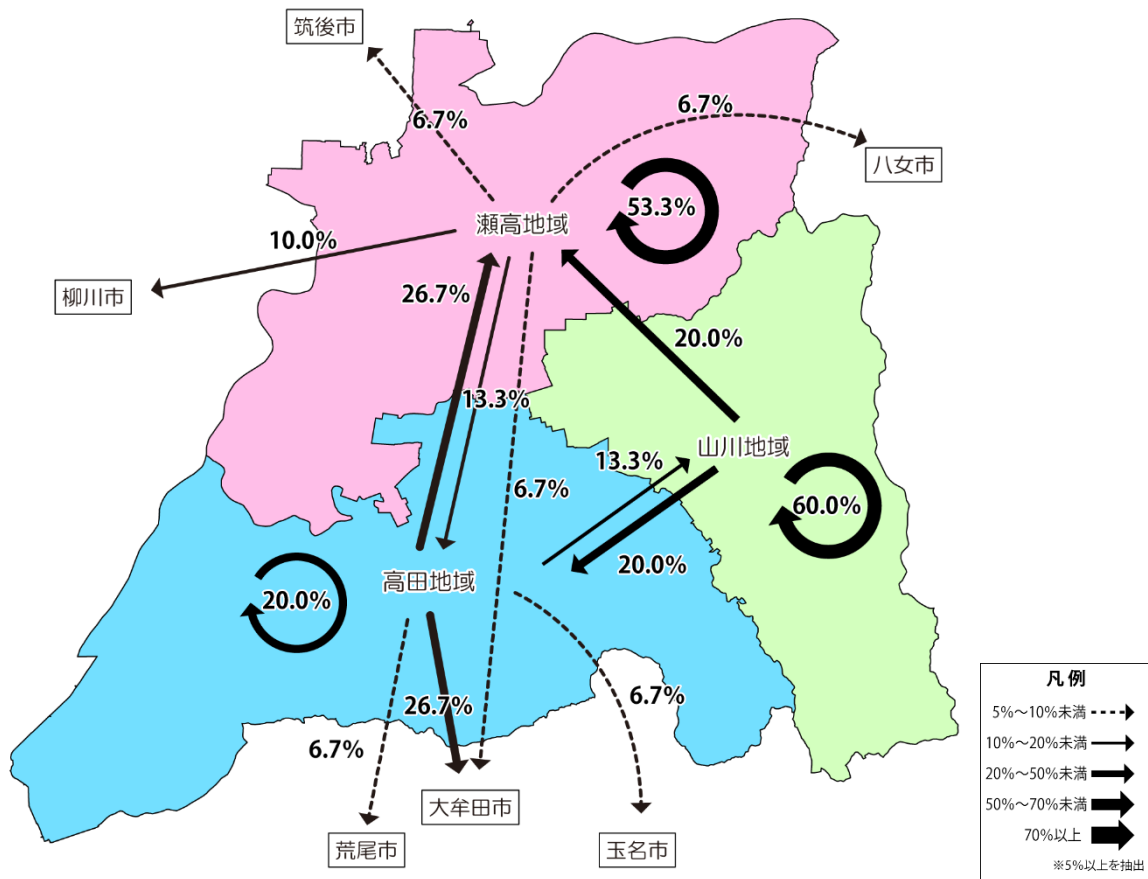 筑後市
6.7%
6.7%
八女市
53.3%
瀬高地域
10.0%
柳川市
26.7%
20.0%
13.3%
山川地域
13.3%
6.7%
60.0%
20.0%
高田地域
20.0%
26.7%
6.7%
6.7%
大牟田市
荒尾市
玉名市
凡例
5%～10%未満
10%～20%未満
20%～50%未満
50%～70%未満
70%以上
※5%以上を抽出